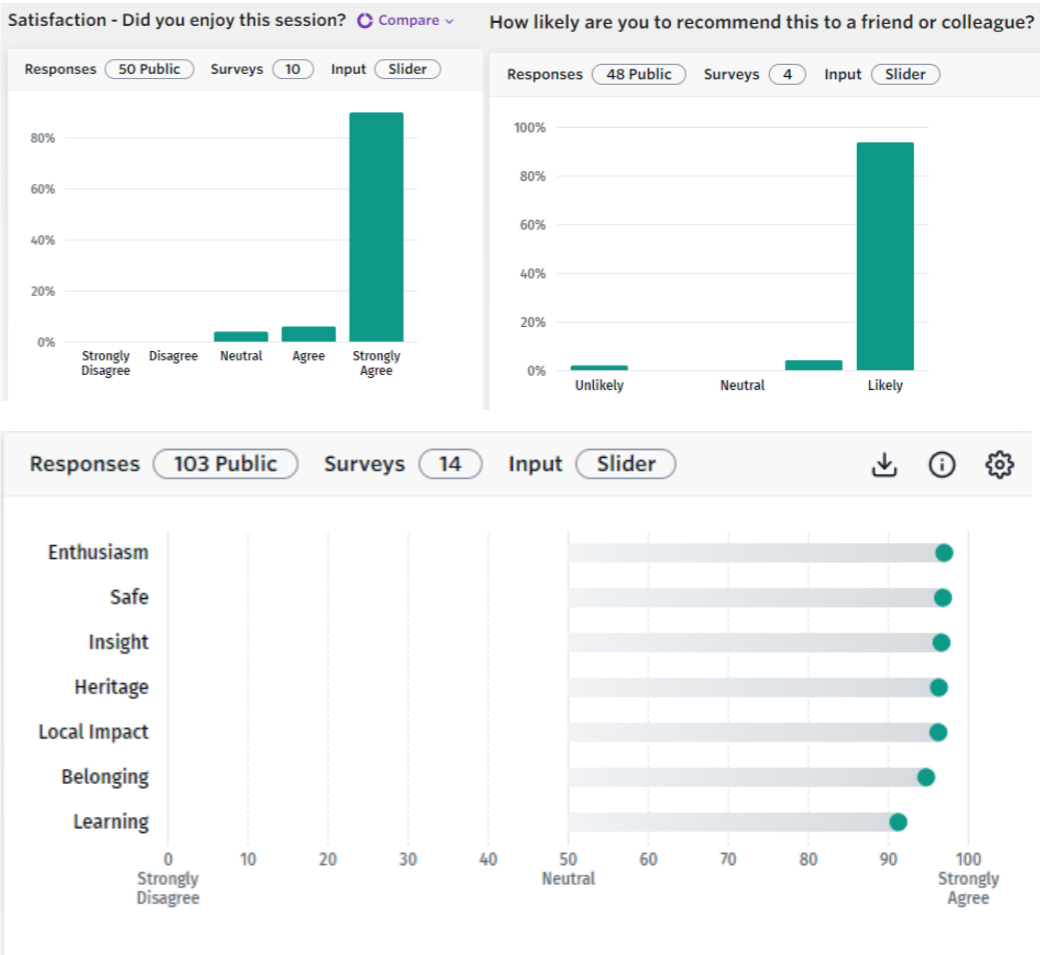 Satisfaction - Did you enjoy this session? Compare
Responses 50 Public Surveys 10 Input Slider
80%
60%
40%
20%
0%
Strongly Disagree Disagree Neutral Agree Strongly Agree
How likely are you to recommend this to a friend or colleague?
Responses 48 Public Surveys 4 Input Slider
100%
80%
60%
40%
20%
0%
Unlikely Neutral Likely
Responses 103 Public Surveys 14 Input Slider
Enthusiasm
Safe
Insight
Heritage
Local Impact
Belonging
Learning
0 10 20 30 40 50 60 70 80 90 100
Strongly Neutral Strongly
Disagree Agree